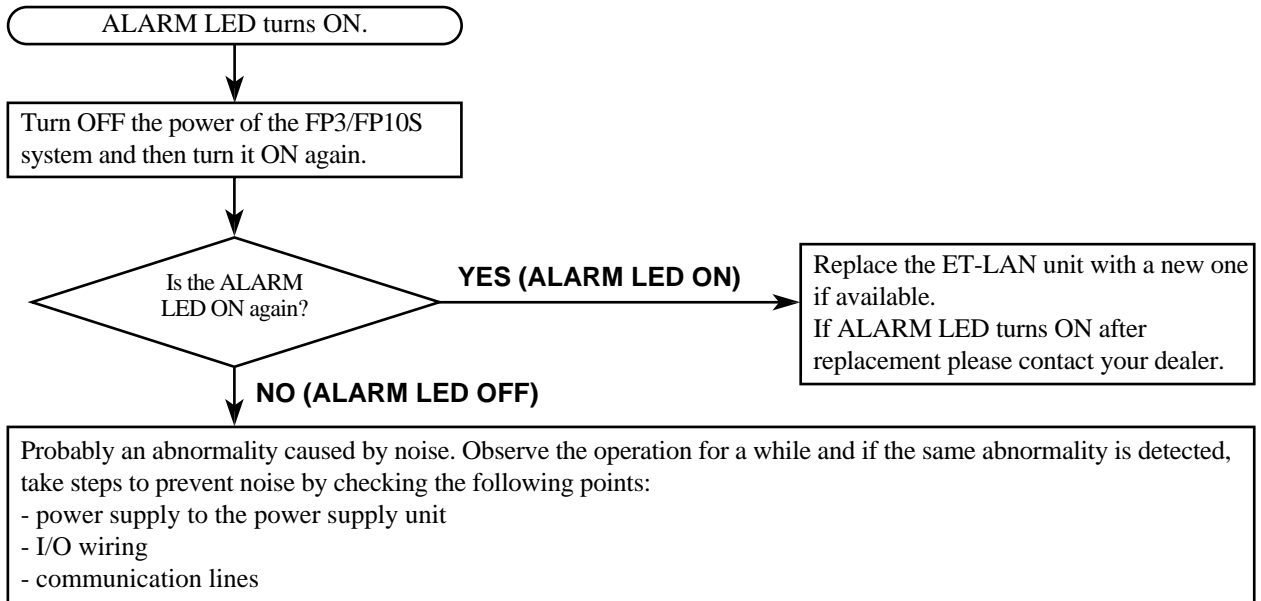 ALARM LED turns ON.
Turn OFF the power of the FP3/FP10S
system and then turn it ON again.
Is the ALARM
LED ON again?
YES (ALARM LED ON)
Replace the ET-LAN unit with a new one
if available.
If ALARM LED turns ON after
replacement please contact your dealer.
NO (ALARM LED OFF)
Probably an abnormality caused by noise. Observe the operation for a while and if the same abnormality is detected,
take steps to prevent noise by checking the following points:
- power supply to the power supply unit
- I/O wiring
- communication lines